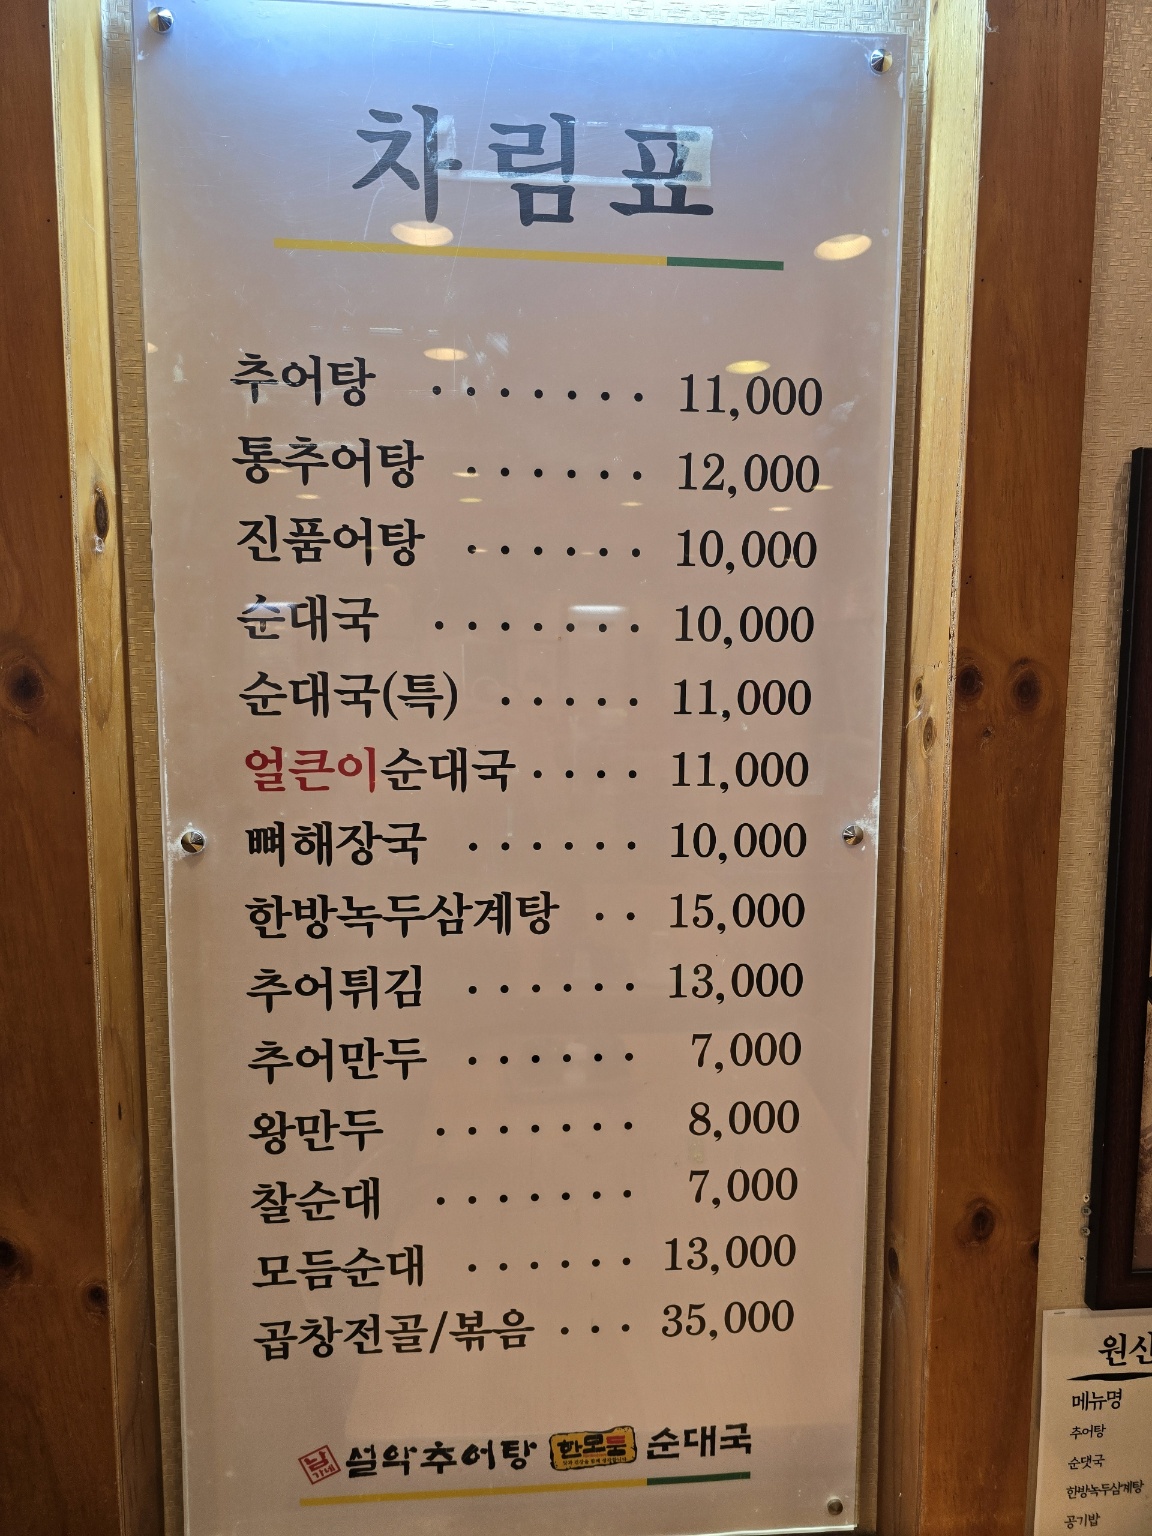 차림표
추어탕 ······· 11,000
통추어탕 ······ 12,000
진품어탕 ······ 10,000
순대국 ······· 10,000
순대국(특) ····· 11,000
얼큰이순대국 ···· 11,000
뼈해장국 ······ 10,000
한방녹두삼계탕 ·· 15,000
추어튀김 ······ 13,000
추어만두 ······ 7,000
왕만두 ······· 8,000
찰순대 ······· 7,000
모듬순대 ······ 13,000
곱창전골/볶음 ··· 35,000
설악추어탕 한모둠 순대국
메뉴명
추어탕
순댓국
한방녹두삼계탕
공기밥